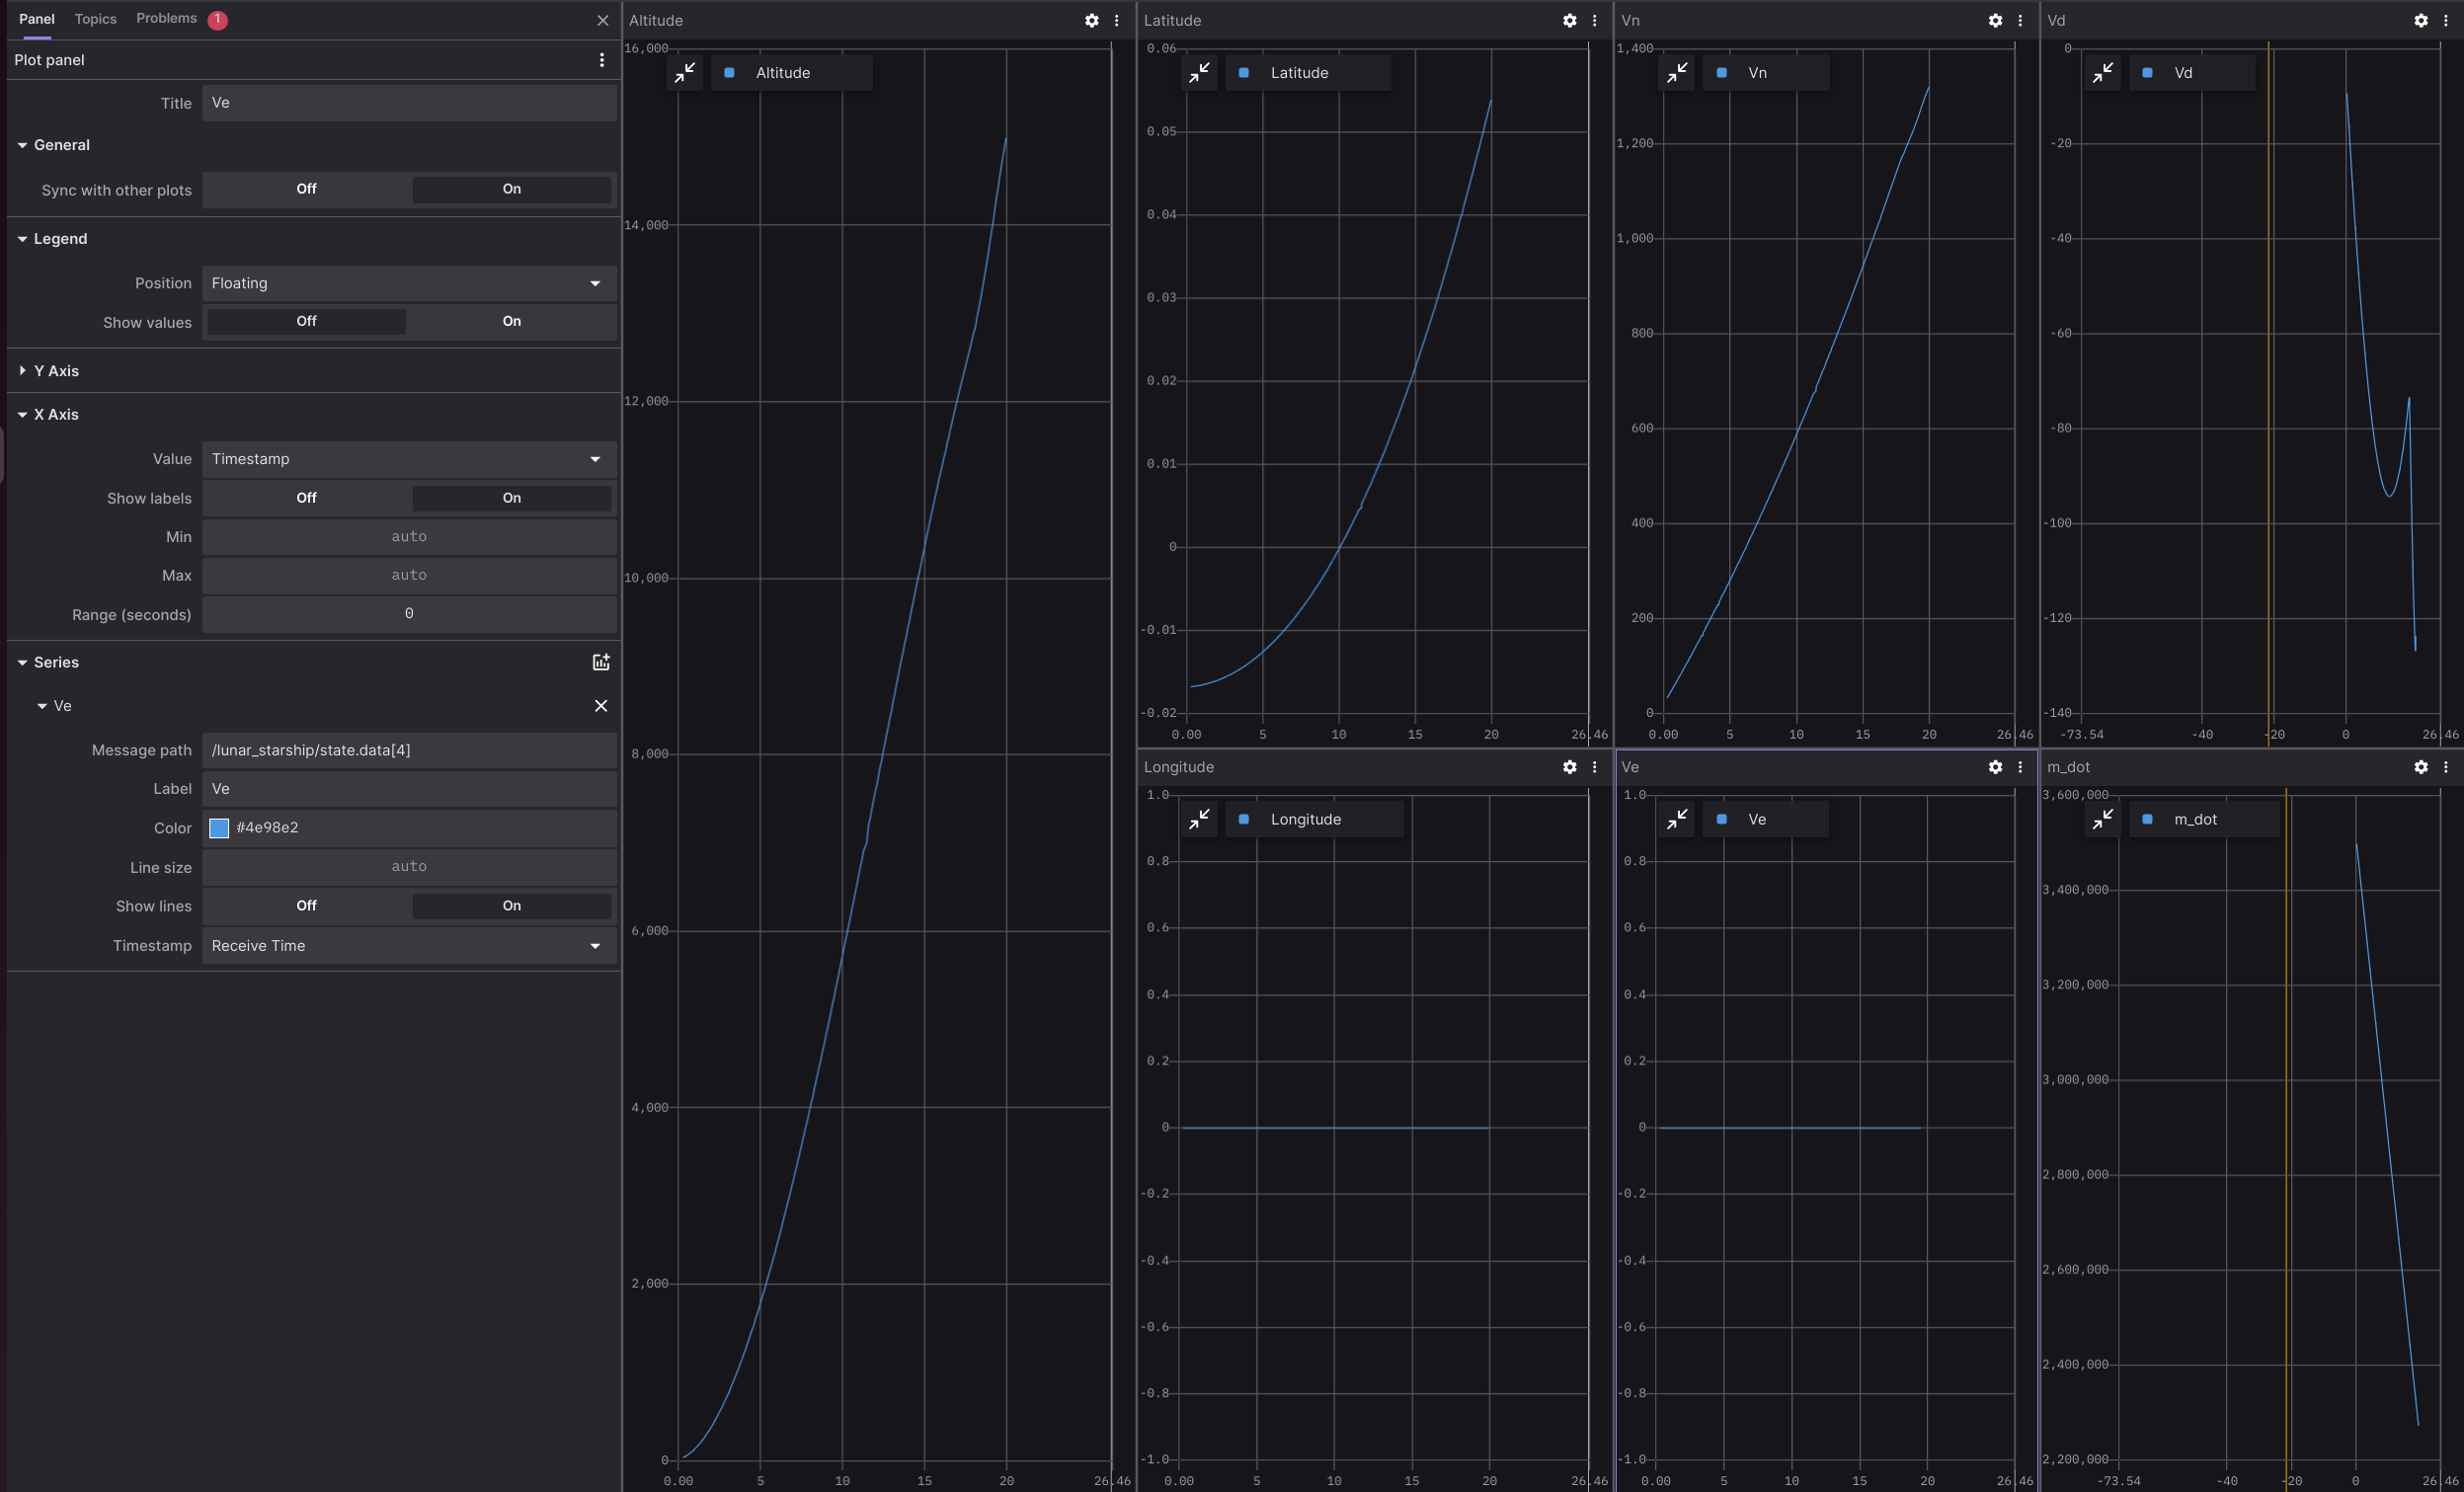 Panel Topics Problems 1
Plot panel
Title Ve
General
Sync with other plots Off On
Legend
Position Floating
Show values Off On
Y Axis
X Axis
Value Timestamp
Show labels Off On
Min auto
Max auto
Range (seconds) 0
Series
Ve
Message path /lunar_starship/state.data[4]
Label Ve
Color #4e98e2
Line size auto
Show lines Off On
Timestamp Receive Time
Altitude
Altitude
16,000
14,000
12,000
10,000
8,000
6,000
4,000
2,000
0
0.00 5 10 15 20 26.46
Latitude
Latitude
0.06
0.05
0.04
0.03
0.02
0.01
0
-0.01
-0.02
0.00 5 10 15 20 26.46
Vn
Vn
1,400
1,200
1,000
800
600
400
200
0
0.00 5 10 15 20 26.46
Vd
Vd
0
-20
-40
-60
-80
-100
-120
-140
-73.54 -40 -20 0 26.46
Longitude
Longitude
1.0
0.8
0.6
0.4
0.2
0
-0.2
-0.4
-0.6
-0.8
-1.0
0.00 5 10 15 20 26.46
Ve
Ve
1.0
0.8
0.6
0.4
0.2
0
-0.2
-0.4
-0.6
-0.8
-1.0
0.00 5 10 15 20 26.46
m_dot
m_dot
3,600,000
3,400,000
3,200,000
3,000,000
2,800,000
2,600,000
2,400,000
2,200,000
-73.54 -40 -20 0 26.46